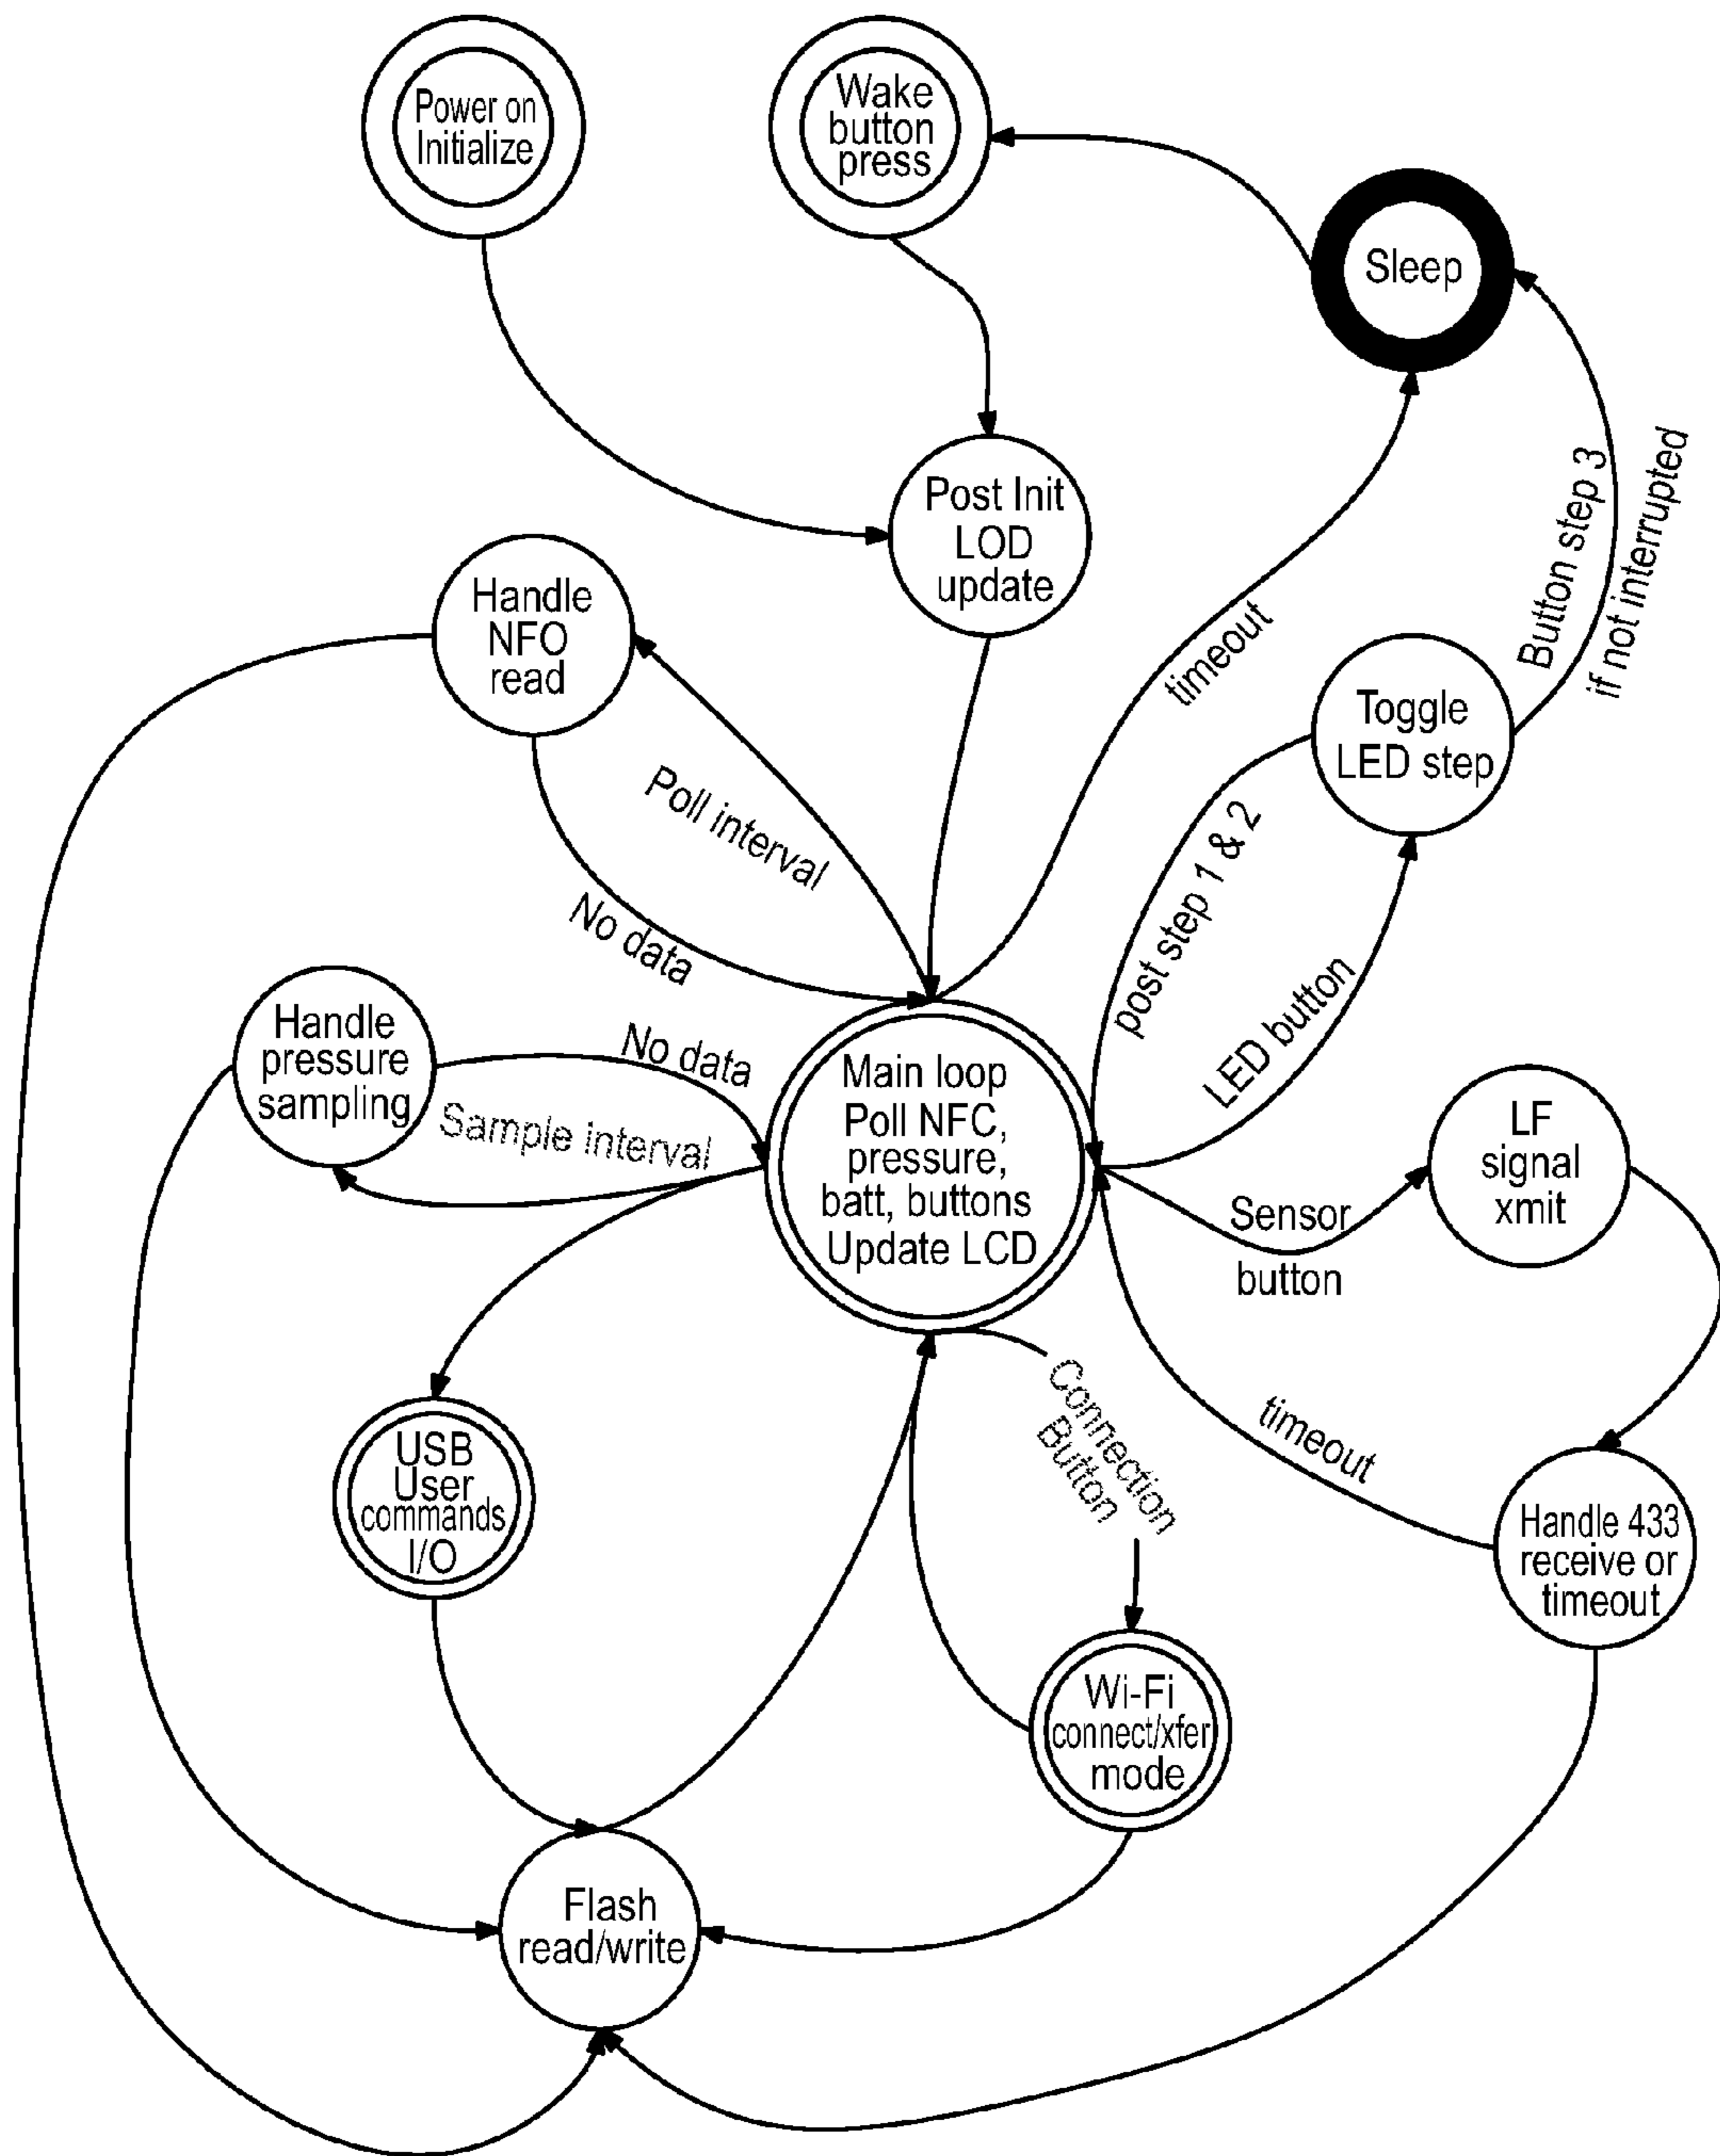 Power on
Initialize
Wake
button
press
Sleep
Post Init
LOD
update
Button step 3
if not interrupted
Handle
NFO
read
timeout
Toggle
LED step
Poll interval
No data
post step 1 & 2
LED button
Handle
pressure
sampling
No data
Sample interval
Main loop
Poll NFC,
pressure,
batt, buttons
Update LCD
LF
signal
xmit
Sensor
button
Connection
Button
timeout
USB
User
commands
I/O
Handle 433
receive or
timeout
Wi-Fi
connect/xfer
mode
Flash
read/write